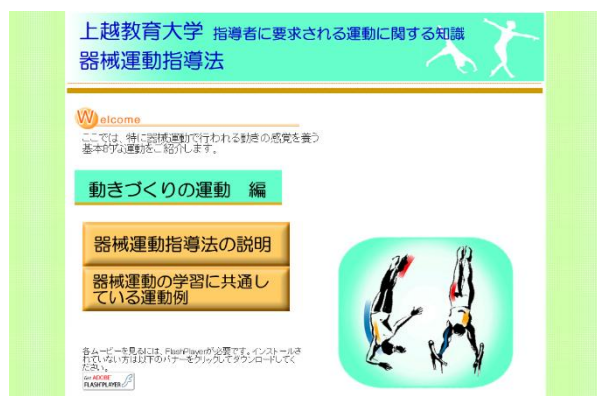 上越教育大学 指導者に要求される運動に関する知識
器械運動指導法
Welcome
ここでは、特に器械運動で行われる動きの感覚を養う
基本的な運動をご紹介します。
動きづくりの運動 編
器械運動指導法の説明
器械運動の学習に共通し
ている運動例
各ムービーを見るには、FlashPlayerが必要です。インストールさ
れていない方は以下のバナーをクリックしてダウンロードしてく
ださい。
Get ADOBE
FLASH PLAYER